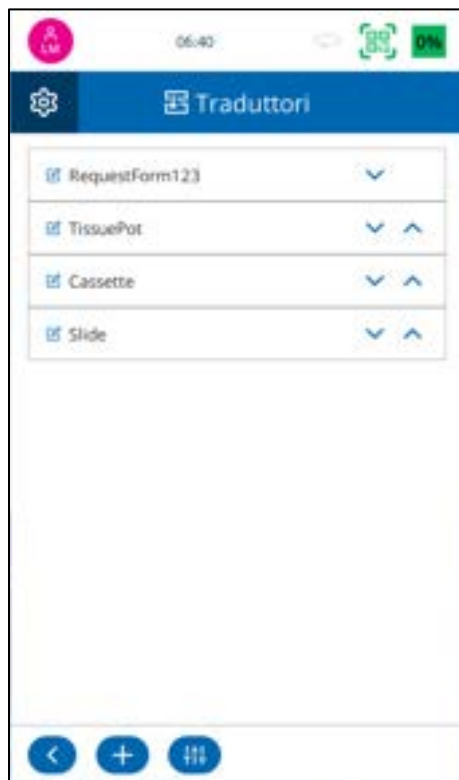 LM
06:40
0%
Traduttori
RequestForm123
TissuePot
Cassette
Slide